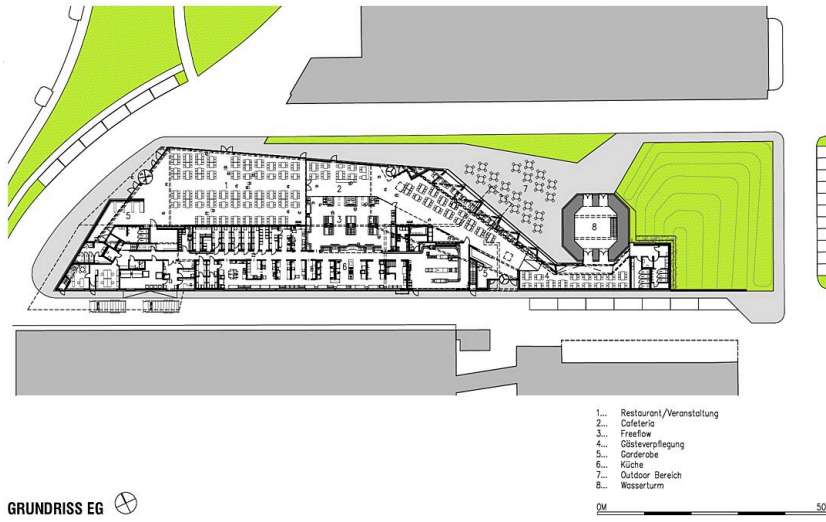 1
2
3
4
5
6
7
8
1... Restaurant/Veranstaltung
2... Cafeteria
3... Freeflow
4... Gästeverpflegung
5... Garderobe
6... Küche
7... Outdoor Bereich
8... Wasserturm
GRUNDRISS EG
0M 50